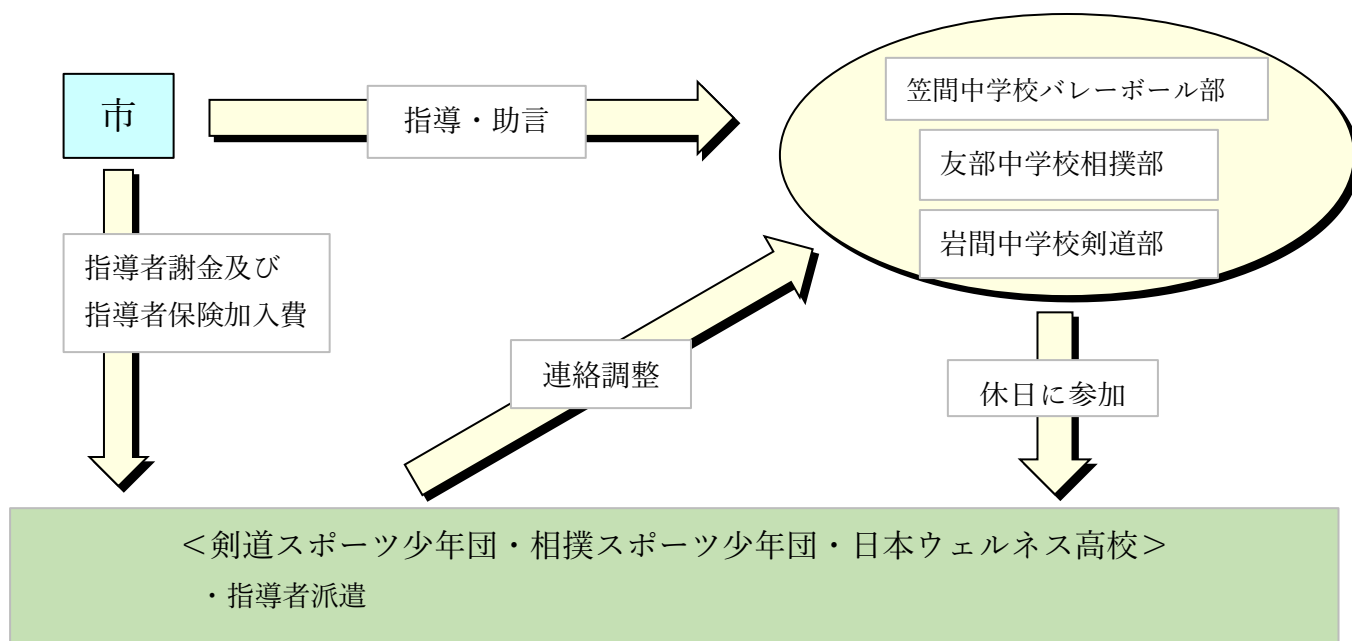 市
指導・助言
笠間中学校バレーボール部
友部中学校相撲部
岩間中学校剣道部
指導者謝金及び
指導者保険加入費
連絡調整
休日に参加
＜剣道スポーツ少年団・相撲スポーツ少年団・日本ウェルネス高校＞
・指導者派遣